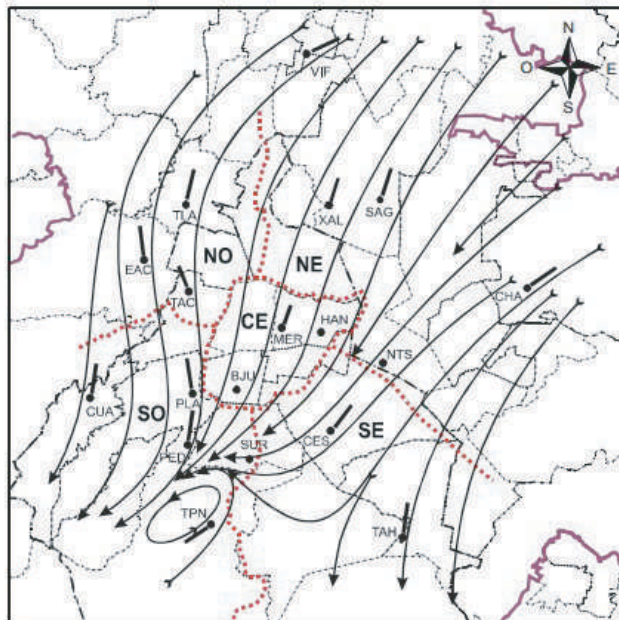 N
O E
S
VIF
TLA
XAL
SAG
EAC
NO
NE
TAC
CHA
CE
MER
HAN
NTS
BJU
CUA
SO
PLA
SE
PED
SUR
CES
TPN
TAH